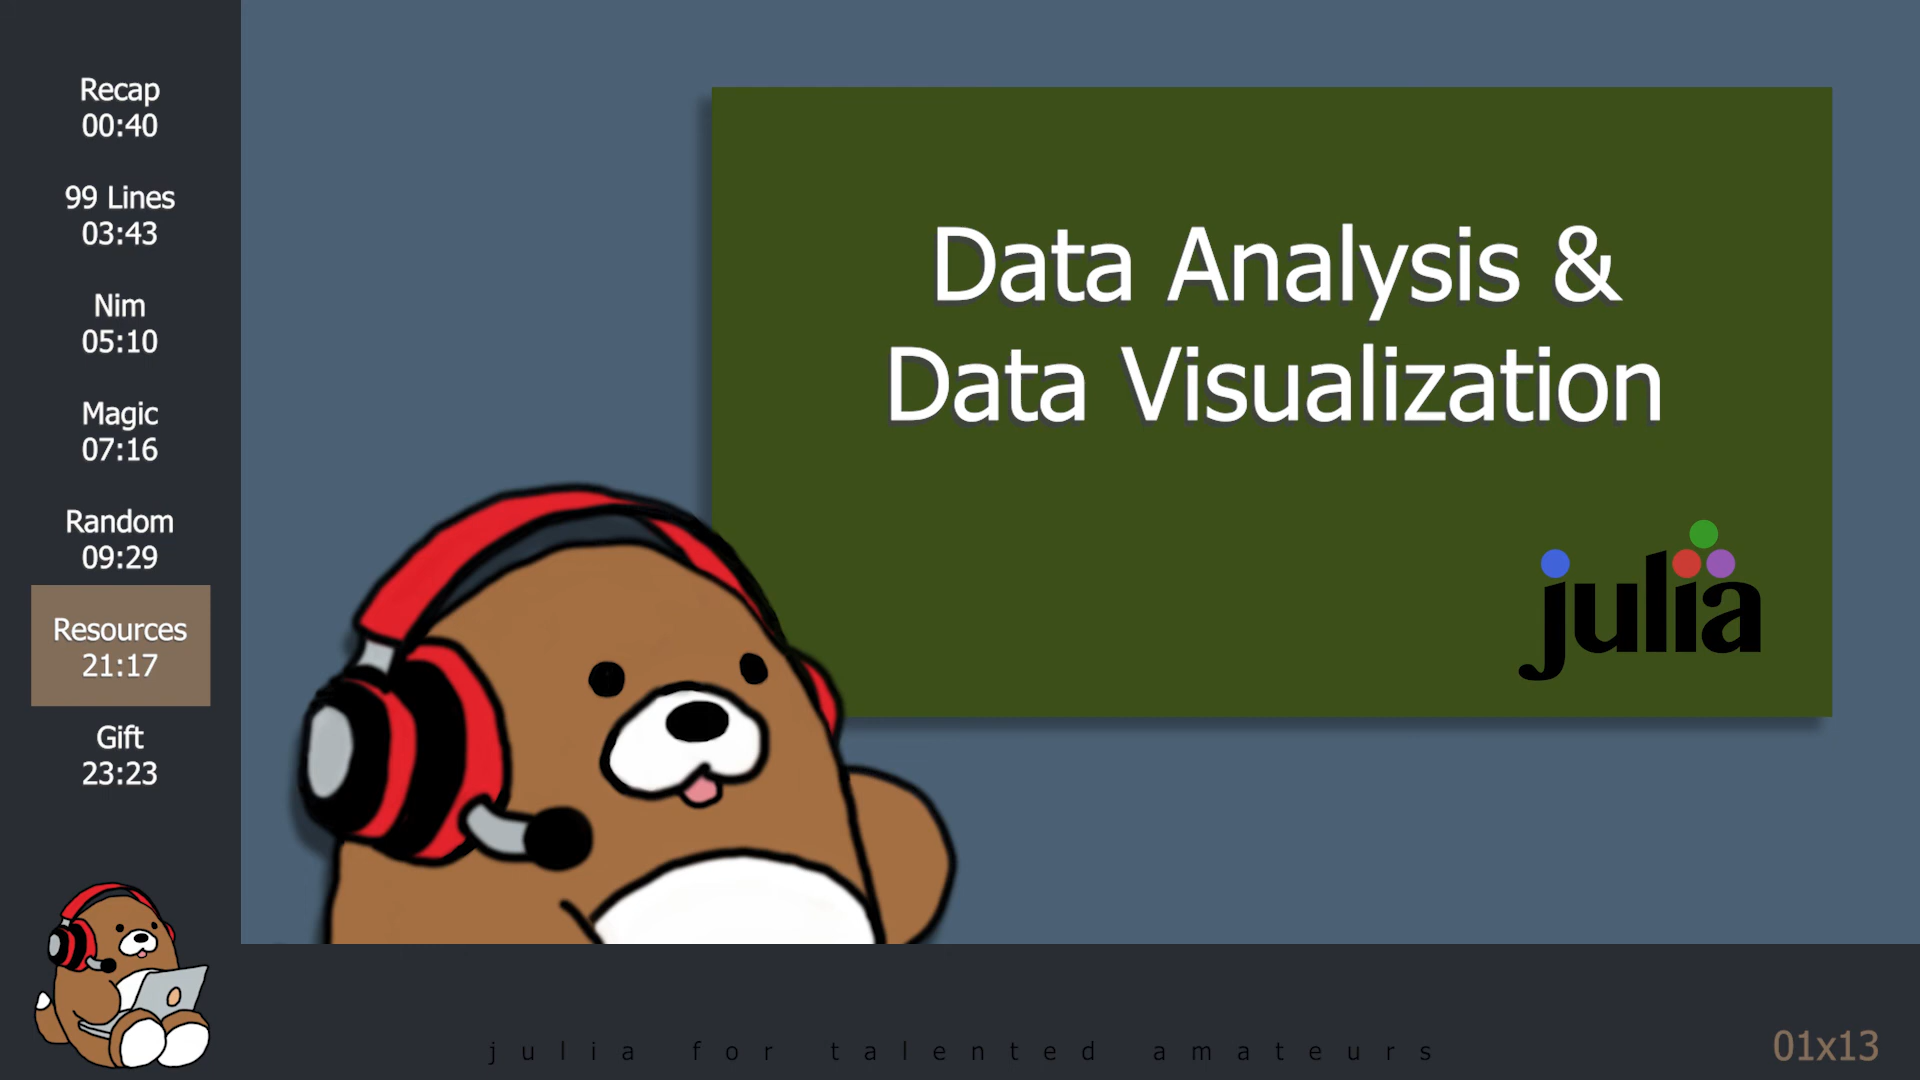 Recap
00:40
99 Lines
03:43
Nim
05:10
Magic
07:16
Random
09:29
Resources
21:17
Gift
23:23
Data Analysis &
Data Visualization
julia
julia for talented amateurs
01x13